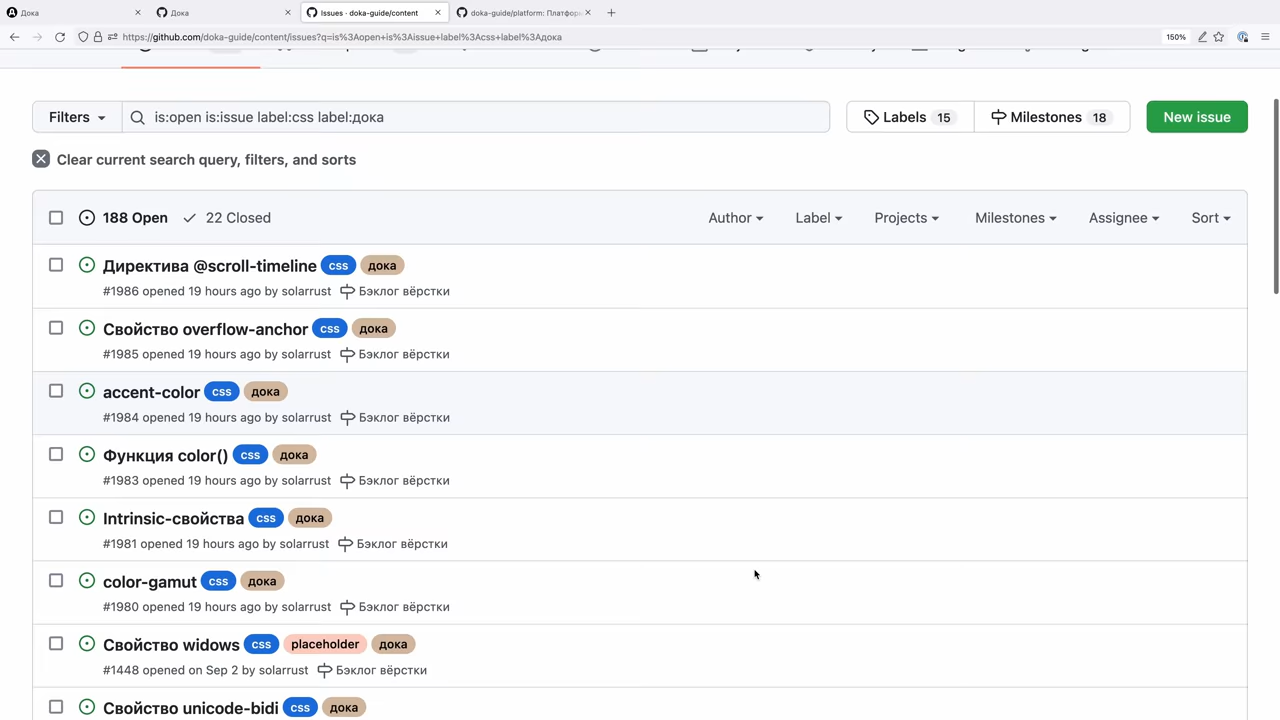 Дока
Дока
Issues · doka-guide/content
doka-guide/platform: Платфор
https://github.com/doka-guide/content/issues?q=is%3Aopen+is%3Aissue+label%3Acss+label%3Адока
150%
Filters
is:open is:issue label:css label:дока
Labels 15
Milestones 18
New issue
Clear current search query, filters, and sorts
188 Open 22 Closed
Author Label Projects Milestones Assignee Sort
Директива @scroll-timeline css дока
#1986 opened 19 hours ago by solarrust Бэклог вёрстки
Свойство overflow-anchor css дока
#1985 opened 19 hours ago by solarrust Бэклог вёрстки
accent-color css дока
#1984 opened 19 hours ago by solarrust Бэклог вёрстки
Функция color() css дока
#1983 opened 19 hours ago by solarrust Бэклог вёрстки
Intrinsic-свойства css дока
#1981 opened 19 hours ago by solarrust Бэклог вёрстки
color-gamut css дока
#1980 opened 19 hours ago by solarrust Бэклог вёрстки
Свойство widows css placeholder дока
#1448 opened on Sep 2 by solarrust Бэклог вёрстки
Свойство unicode-bidi css дока